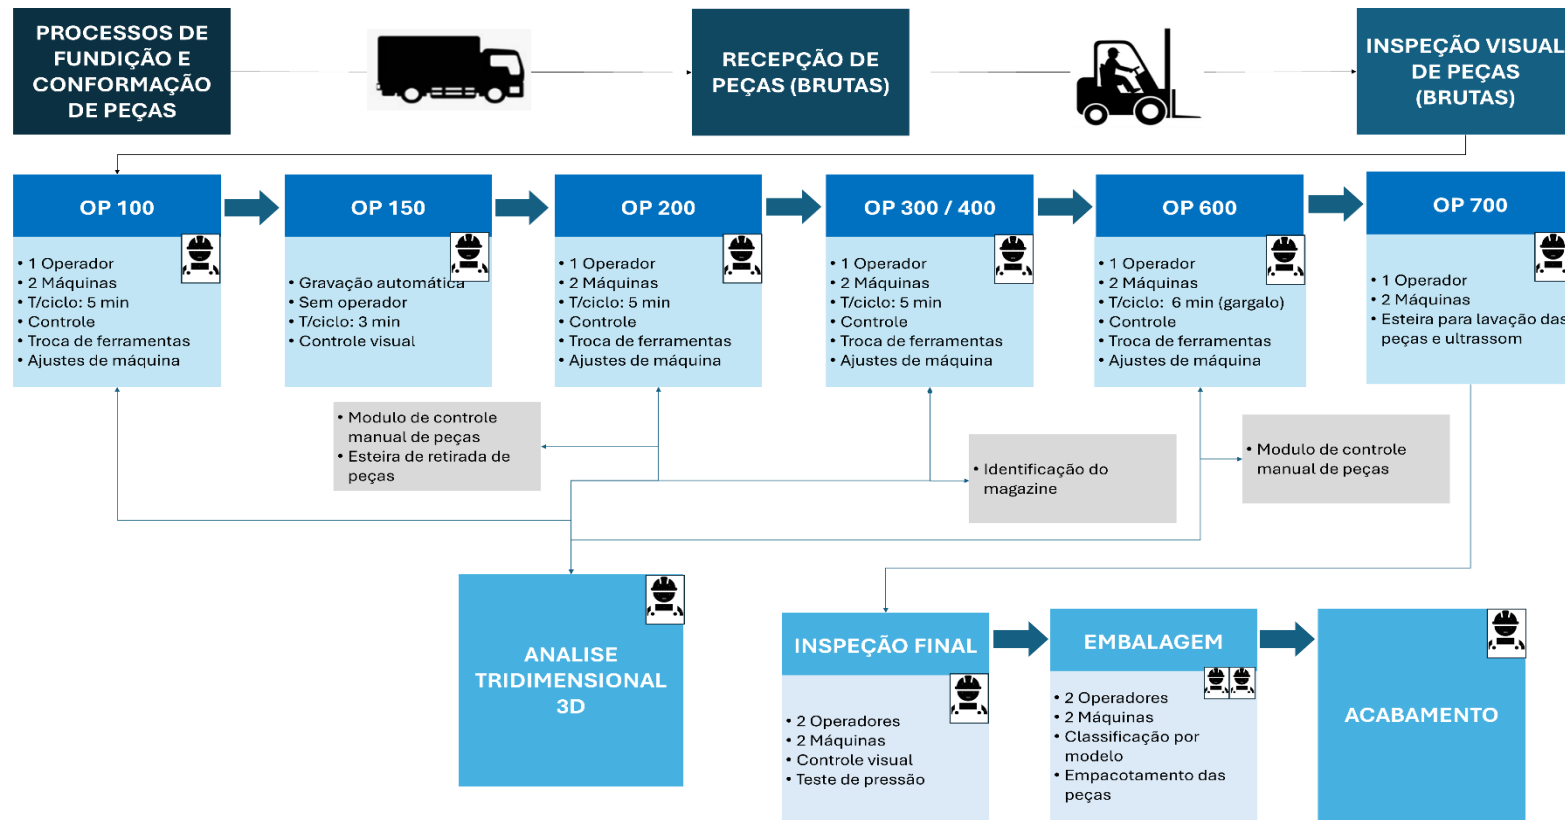 PROCESSOS DE
FUNDIÇÃO E
CONFORMAÇÃO
DE PEÇAS
RECEPÇÃO DE
PEÇAS (BRUTAS)
INSPEÇÃO VISUAL
DE PEÇAS
(BRUTAS)
OP 100
• 1 Operador
• 2 Máquinas
• T/ciclo: 5 min
• Controle
• Troca de ferramentas
• Ajustes de máquina
OP 150
• Gravação automática
• Sem operador
• T/ciclo: 3 min
• Controle visual
OP 200
• 1 Operador
• 2 Máquinas
• T/ciclo: 5 min
• Controle
• Troca de ferramentas
• Ajustes de máquina
OP 300 / 400
• 1 Operador
• 2 Máquinas
• T/ciclo: 5 min
• Controle
• Troca de ferramentas
• Ajustes de máquina
OP 600
• 1 Operador
• 2 Máquinas
• T/ciclo: 6 min (gargalo)
• Controle
• Troca de ferramentas
• Ajustes de máquina
OP 700
• 1 Operador
• 2 Máquinas
• Esteira para lavação das
peças e ultrassom
• Modulo de controle
manual de peças
• Esteira de retirada de
peças
• Identificação do
magazine
• Modulo de controle
manual de peças
ANALISE
TRIDIMENSIONAL
3D
INSPEÇÃO FINAL
• 2 Operadores
• 2 Máquinas
• Controle visual
• Teste de pressão
EMBALAGEM
• 2 Operadores
• 2 Máquinas
• Classificação por
modelo
• Empacotamento das
peças
ACABAMENTO